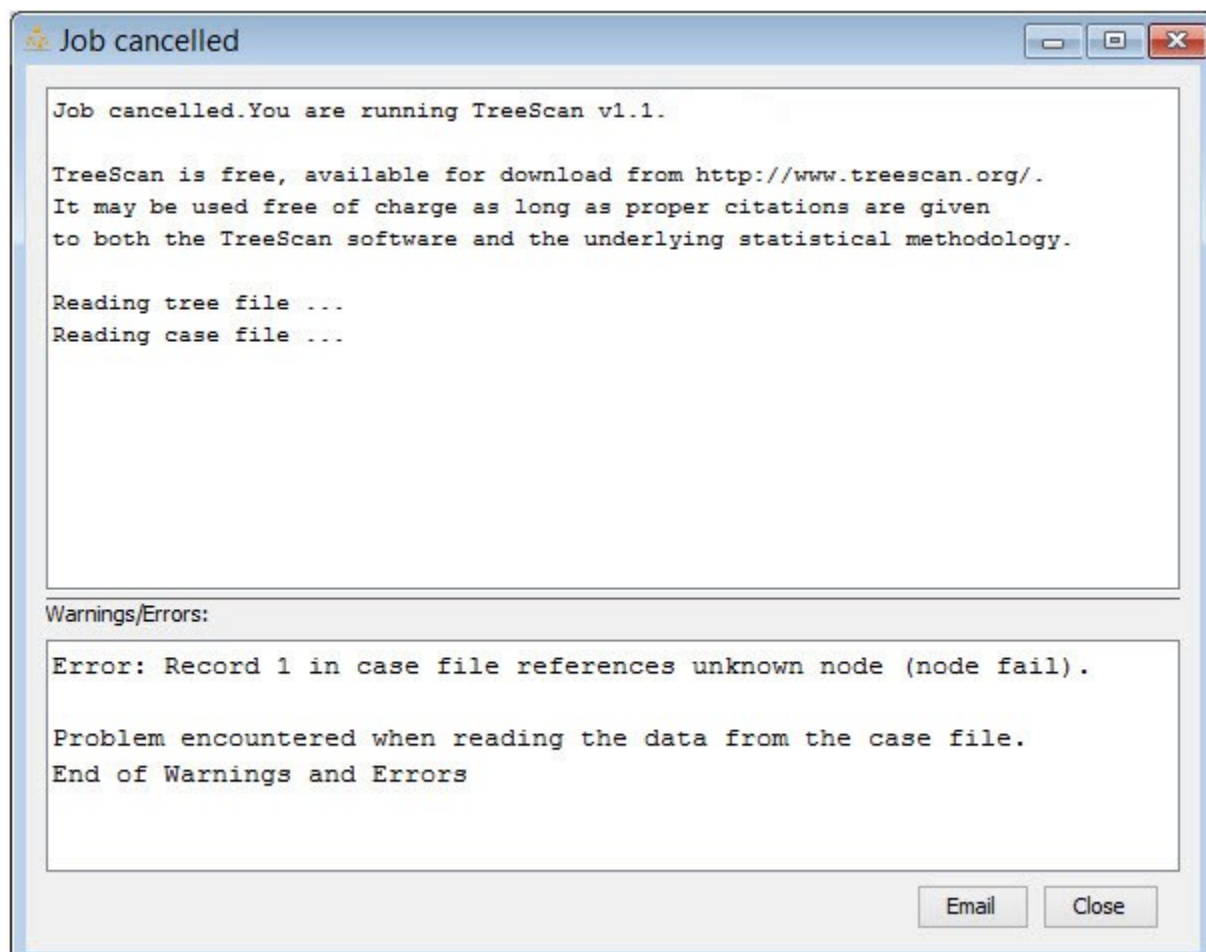 Job cancelled
Job cancelled.You are running TreeScan v1.1.
TreeScan is free, available for download from http://www.treescan.org/.
It may be used free of charge as long as proper citations are given
to both the TreeScan software and the underlying statistical methodology.
Reading tree file ...
Reading case file ...
Warnings/Errors:
Error: Record 1 in case file references unknown node (node fail).
Problem encountered when reading the data from the case file.
End of Warnings and Errors
Email Close